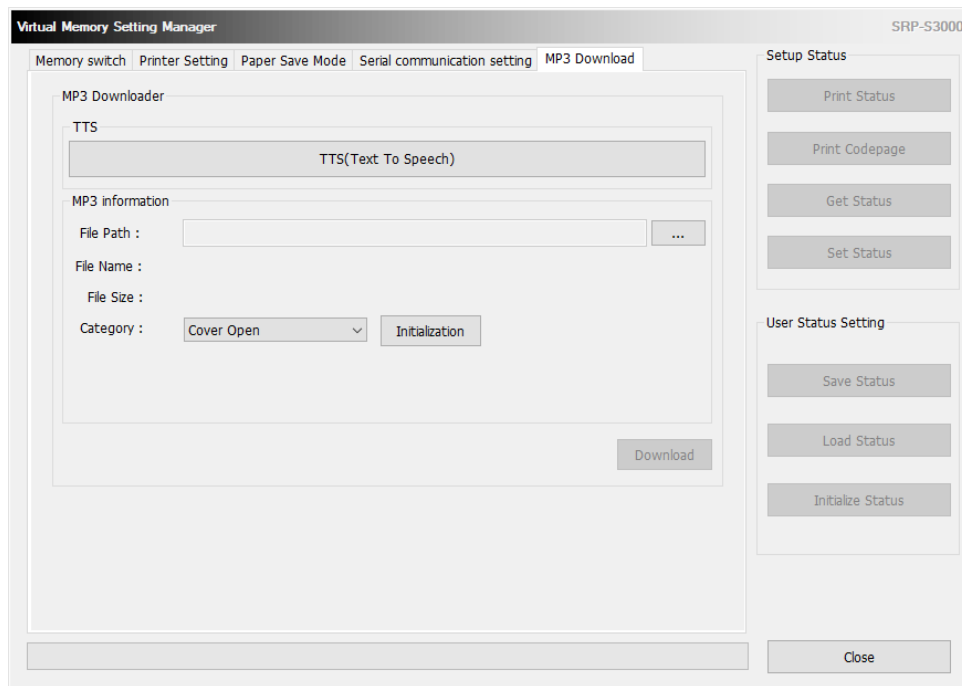 Virtual Memory Setting Manager
SRP-S3000
Memory switch
Printer Setting
Paper Save Mode
Serial communication setting
MP3 Download
MP3 Downloader
TTS
TTS(Text To Speech)
MP3 information
File Path :
...
File Name :
File Size :
Category :
Cover Open
Initialization
Download
Setup Status
Print Status
Print Codepage
Get Status
Set Status
User Status Setting
Save Status
Load Status
Initialize Status
Close